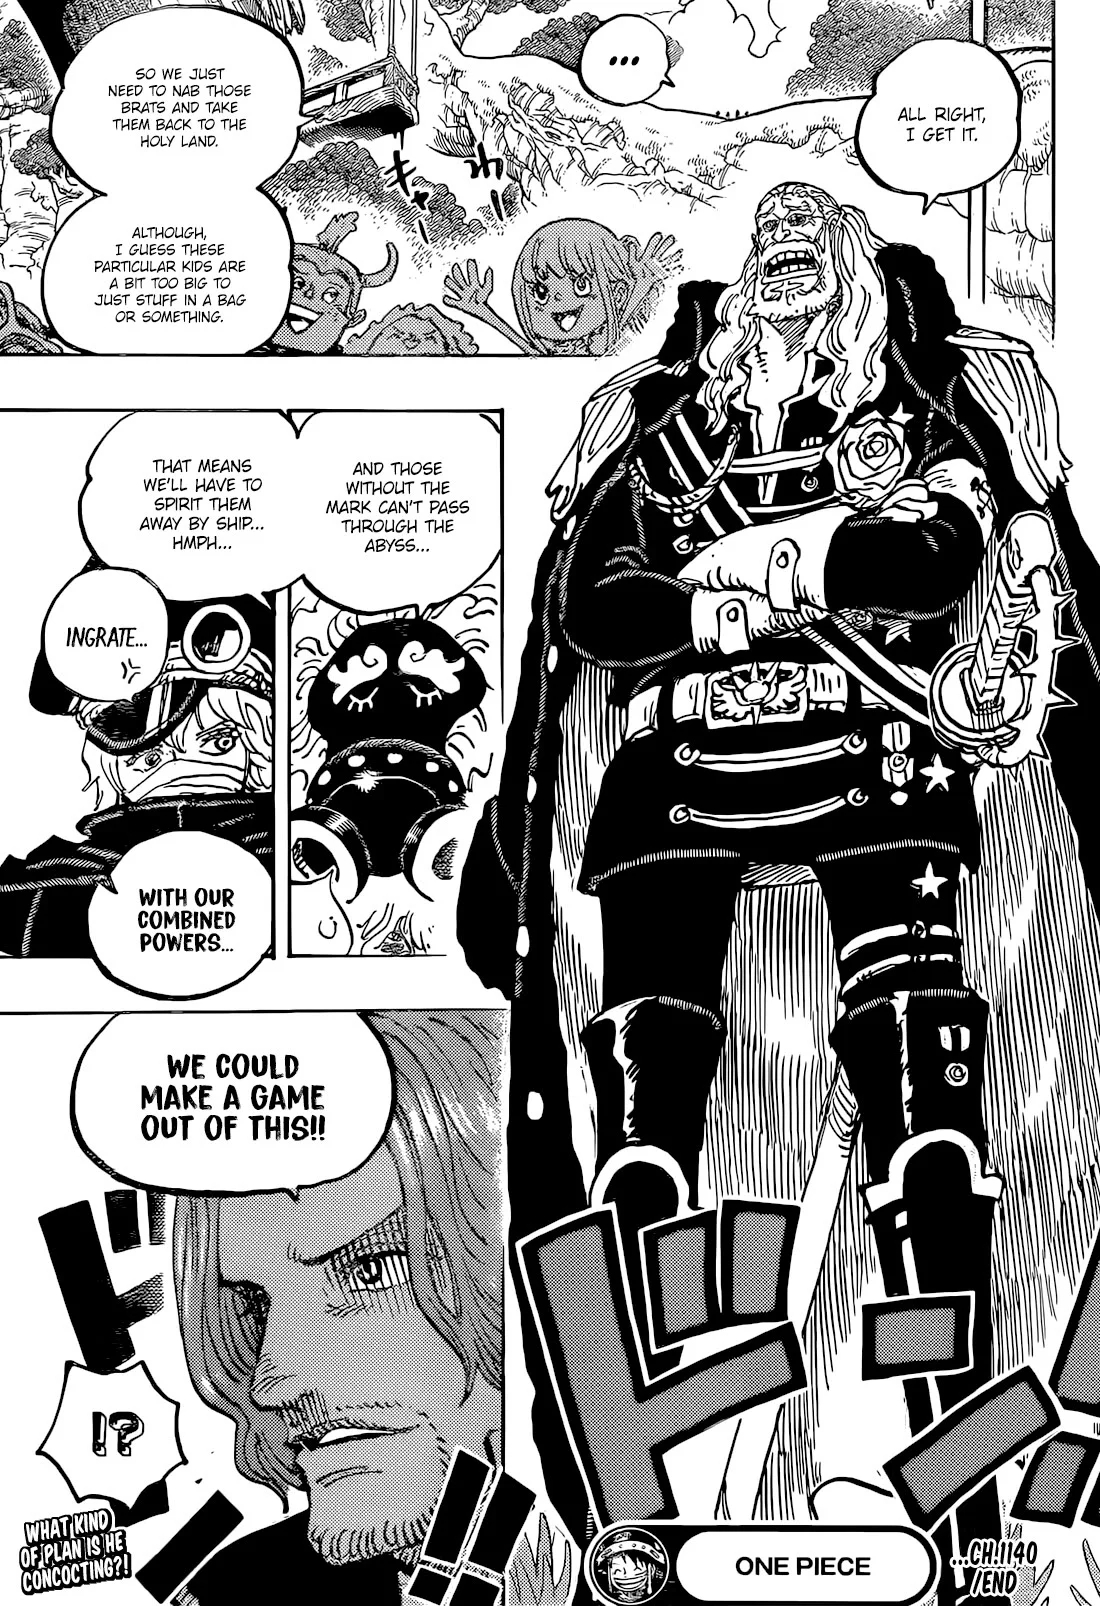 ALL RIGHT,
I GET IT.
...
SO WE JUST
NEED TO NAB THOSE
BRATS AND TAKE
THEM BACK TO THE
HOLY LAND.
ALTHOUGH,
I GUESS THESE
PARTICULAR KIDS ARE
A BIT TOO BIG TO
JUST STUFF IN A BAG
OR SOMETHING.
AND THOSE
WITHOUT THE
MARK CAN'T PASS
THROUGH THE
ABYSS...
THAT MEANS
WE'LL HAVE TO
SPIRIT THEM
AWAY BY SHIP...
HMPH...
INGRATE...
WITH OUR
COMBINED
POWERS...
WE COULD
MAKE A GAME
OUT OF THIS!!
ドン!!
ド
!?
WHAT KIND
OF PLAN IS HE
CONCOCTING?!
ONE PIECE
...CH.1140
/END